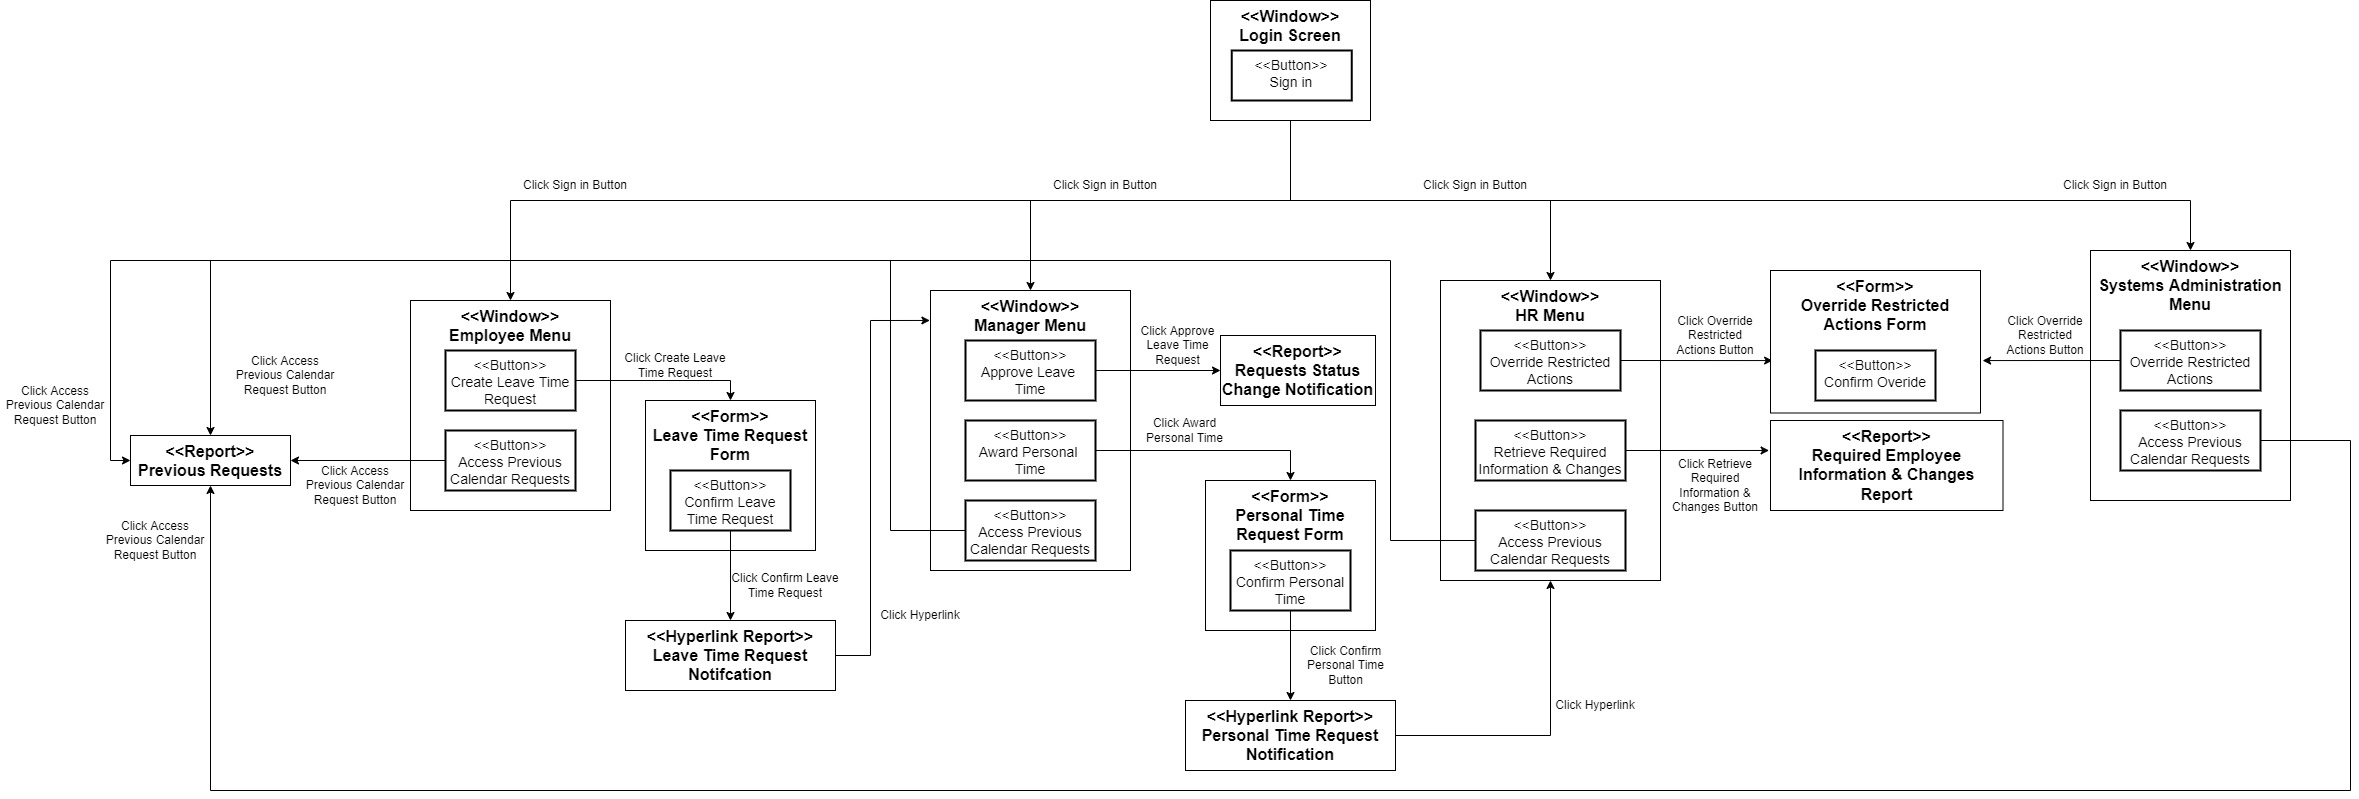 <<Window>>
Login Screen
<<Button>>
Sign in
Click Sign in Button
Click Sign in Button
Click Sign in Button
Click Sign in Button
Click Access
Previous Calendar
Request Button
Click Access
Previous Calendar
Request Button
<<Report>>
Previous Requests
Click Access
Previous Calendar
Request Button
Click Access
Previous Calendar
Request Button
<<Window>>
Employee Menu
<<Button>>
Create Leave Time
Request
<<Button>>
Access Previous
Calendar Requests
Click Create Leave
Time Request
<<Form>>
Leave Time Request
Form
<<Button>>
Confirm Leave
Time Request
Click Confirm Leave
Time Request
<<Hyperlink Report>>
Leave Time Request
Notifcation
Click Hyperlink
<<Window>>
Manager Menu
<<Button>>
Approve Leave
Time
<<Button>>
Award Personal
Time
<<Button>>
Access Previous
Calendar Requests
Click Approve
Leave Time
Request
<<Report>>
Requests Status
Change Notification
Click Award
Personal Time
<<Form>>
Personal Time
Request Form
<<Button>>
Confirm Personal
Time
Click Confirm
Personal Time
Button
<<Hyperlink Report>>
Personal Time Request
Notification
Click Hyperlink
<<Window>>
HR Menu
<<Button>>
Override Restricted
Actions
<<Button>>
Retrieve Required
Information & Changes
<<Button>>
Access Previous
Calendar Requests
Click Override
Restricted
Actions Button
Click Retrieve
Required
Information &
Changes Button
<<Form>>
Override Restricted
Actions Form
<<Button>>
Confirm Overide
<<Report>>
Required Employee
Information & Changes
Report
Click Override
Restricted
Actions Button
<<Window>>
Systems Administration
Menu
<<Button>>
Override Restricted
Actions
<<Button>>
Access Previous
Calendar Requests